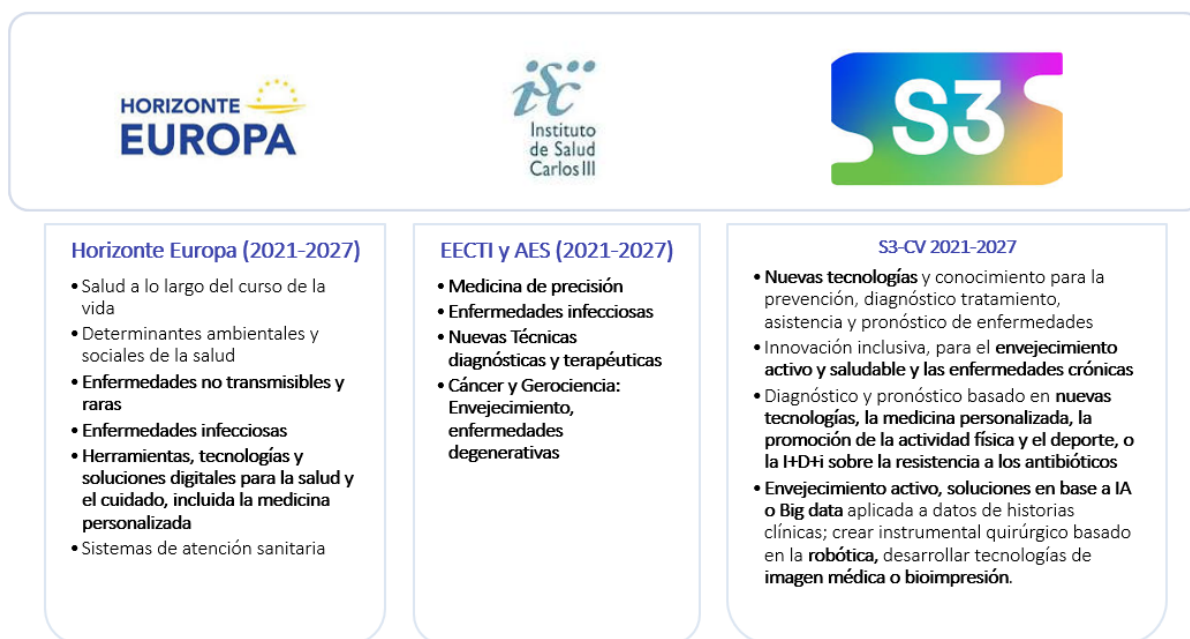 HORIZONTE
EUROPA
isciii
Instituto
de Salud
Carlos III
S3
Horizonte Europa (2021-2027)
• Salud a lo largo del curso de la
vida
• Determinantes ambientales y
sociales de la salud
• Enfermedades no transmisibles y
raras
• Enfermedades infecciosas
• Herramientas, tecnologías y
soluciones digitales para la salud y
el cuidado, incluida la medicina
personalizada
• Sistemas de atención sanitaria
EECTI y AES (2021-2027)
• Medicina de precisión
• Enfermedades infecciosas
• Nuevas Técnicas
diagnósticas y terapéuticas
• Cáncer y Gerociencia:
Envejecimiento,
enfermedades
degenerativas
S3-CV 2021-2027
• Nuevas tecnologías y conocimiento para la
prevención, diagnóstico tratamiento,
asistencia y pronóstico de enfermedades
• Innovación inclusiva, para el envejecimiento
activo y saludable y las enfermedades crónicas
• Diagnóstico y pronóstico basado en nuevas
tecnologías, la medicina personalizada, la
promoción de la actividad física y el deporte, o
la I+D+i sobre la resistencia a los antibióticos
• Envejecimiento activo, soluciones en base a IA
o Big data aplicada a datos de historias
clínicas; crear instrumental quirúrgico basado
en la robótica, desarrollar tecnologías de
imagen médica o bioimpresión.